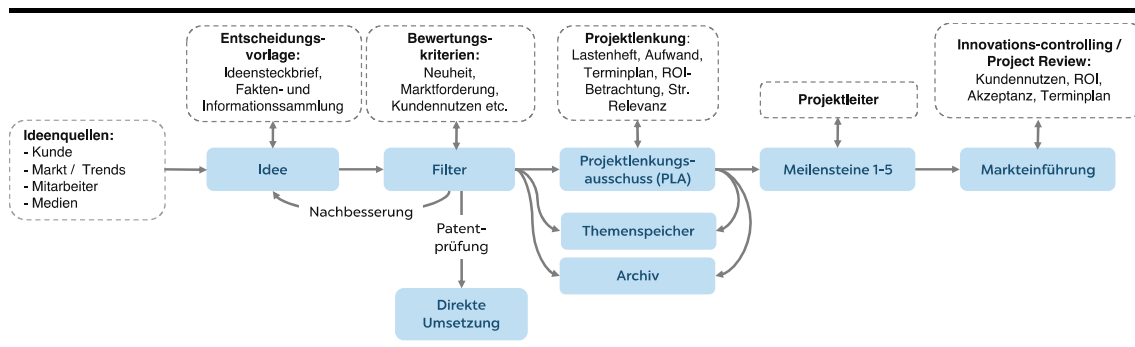 Entscheidungs-
vorlage:
Ideensteckbrief,
Fakten- und
Informationssammlung
Bewertungs-
kriterien:
Neuheit,
Marktforderung,
Kundennutzen etc.
Projektlenkung:
Lastenheft, Aufwand,
Terminplan, ROI-
Betrachtung, Str.
Relevanz
Projektleiter
Innovations-controlling /
Project Review:
Kundennutzen, ROI,
Akzeptanz, Terminplan
Ideenquellen:
- Kunde
- Markt / Trends
- Mitarbeiter
- Medien
Idee
Filter
Projektlenkungs-
ausschuss (PLA)
Meilensteine 1-5
Markteinführung
Nachbesserung
Patent-
prüfung
Themenspeicher
Archiv
Direkte
Umsetzung